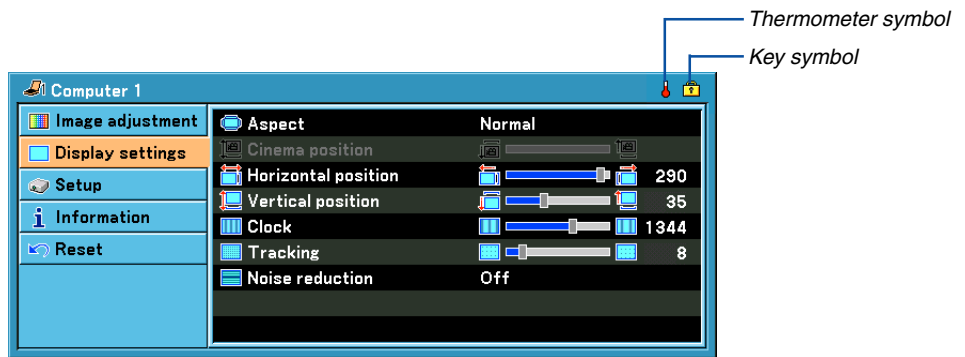 Thermometer symbol
Key symbol
Computer 1
Image adjustment
Display settings
Setup
Information
Reset
Aspect Normal
Cinema position
Horizontal position 290
Vertical position 35
Clock 1344
Tracking 8
Noise reduction Off